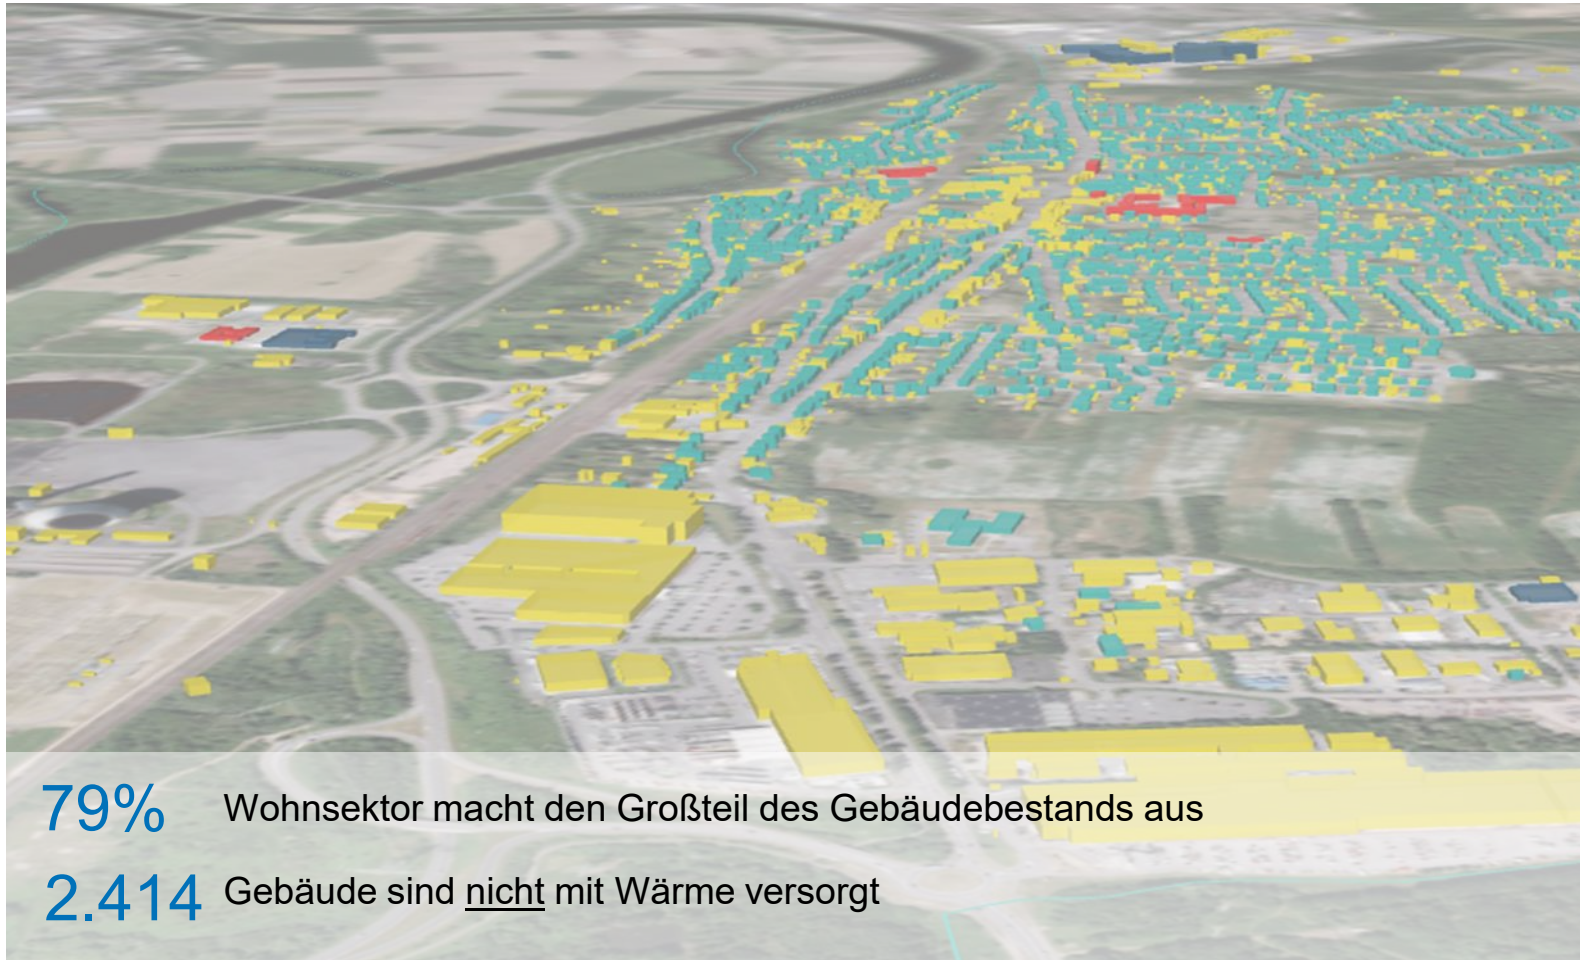 79% Wohnsektor macht den Großteil des Gebäudebestands aus
2.414 Gebäude sind nicht mit Wärme versorgt